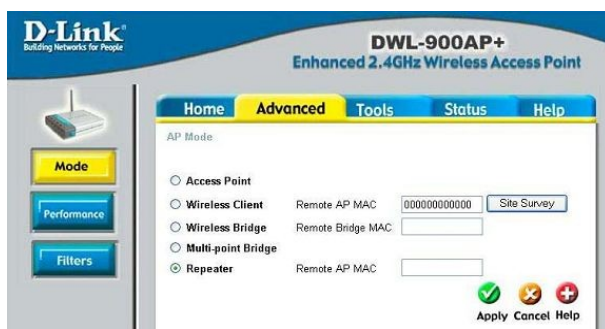 D-Link
Building Networks for People
DWL-900AP+
Enhanced 2.4GHz Wireless Access Point
Home Advanced Tools Status Help
Mode
Performance
Filters
AP Mode
Access Point
Wireless Client Remote AP MAC 000000000000 Site Survey
Wireless Bridge Remote Bridge MAC
Multi-point Bridge
Repeater Remote AP MAC
Apply Cancel Help